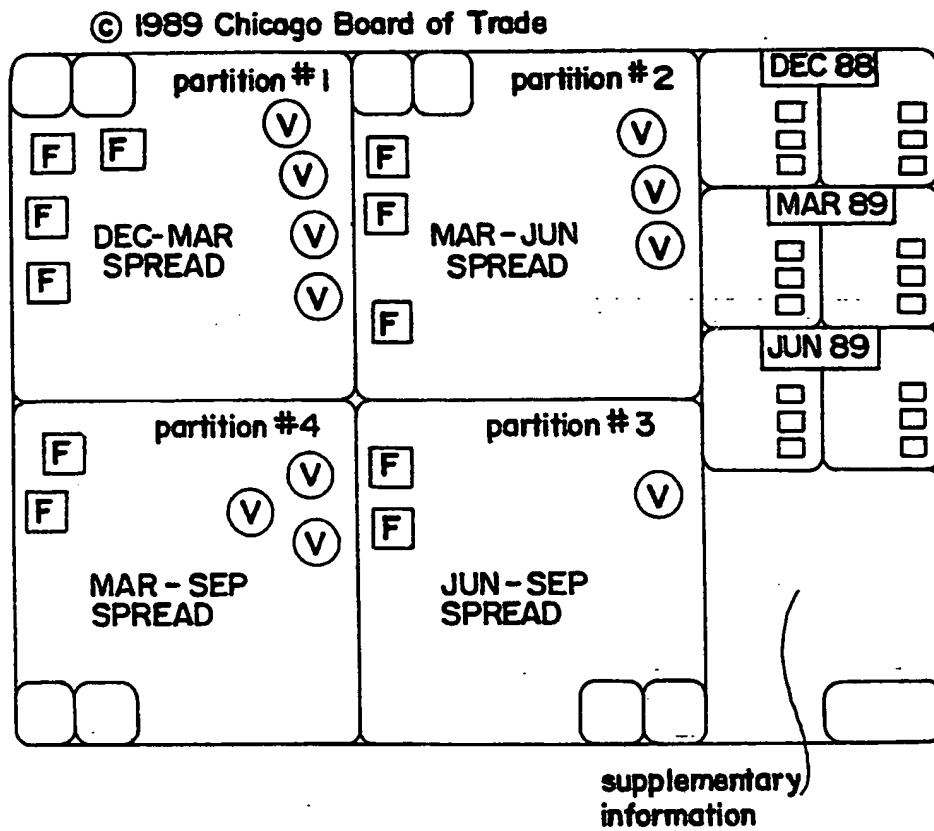 © 1989 Chicago Board of Trade
partition #1
V
F F
V
F
V
DEC-MAR
SPREAD
F
V
partition #2
V
F
V
F
V
MAR-JUN
SPREAD
F
DEC 88
MAR 89
JUN 89
partition #4
F
V
F
V
V
MAR-SEP
SPREAD
partition #3
F
V
F
JUN-SEP
SPREAD
supplementary
information